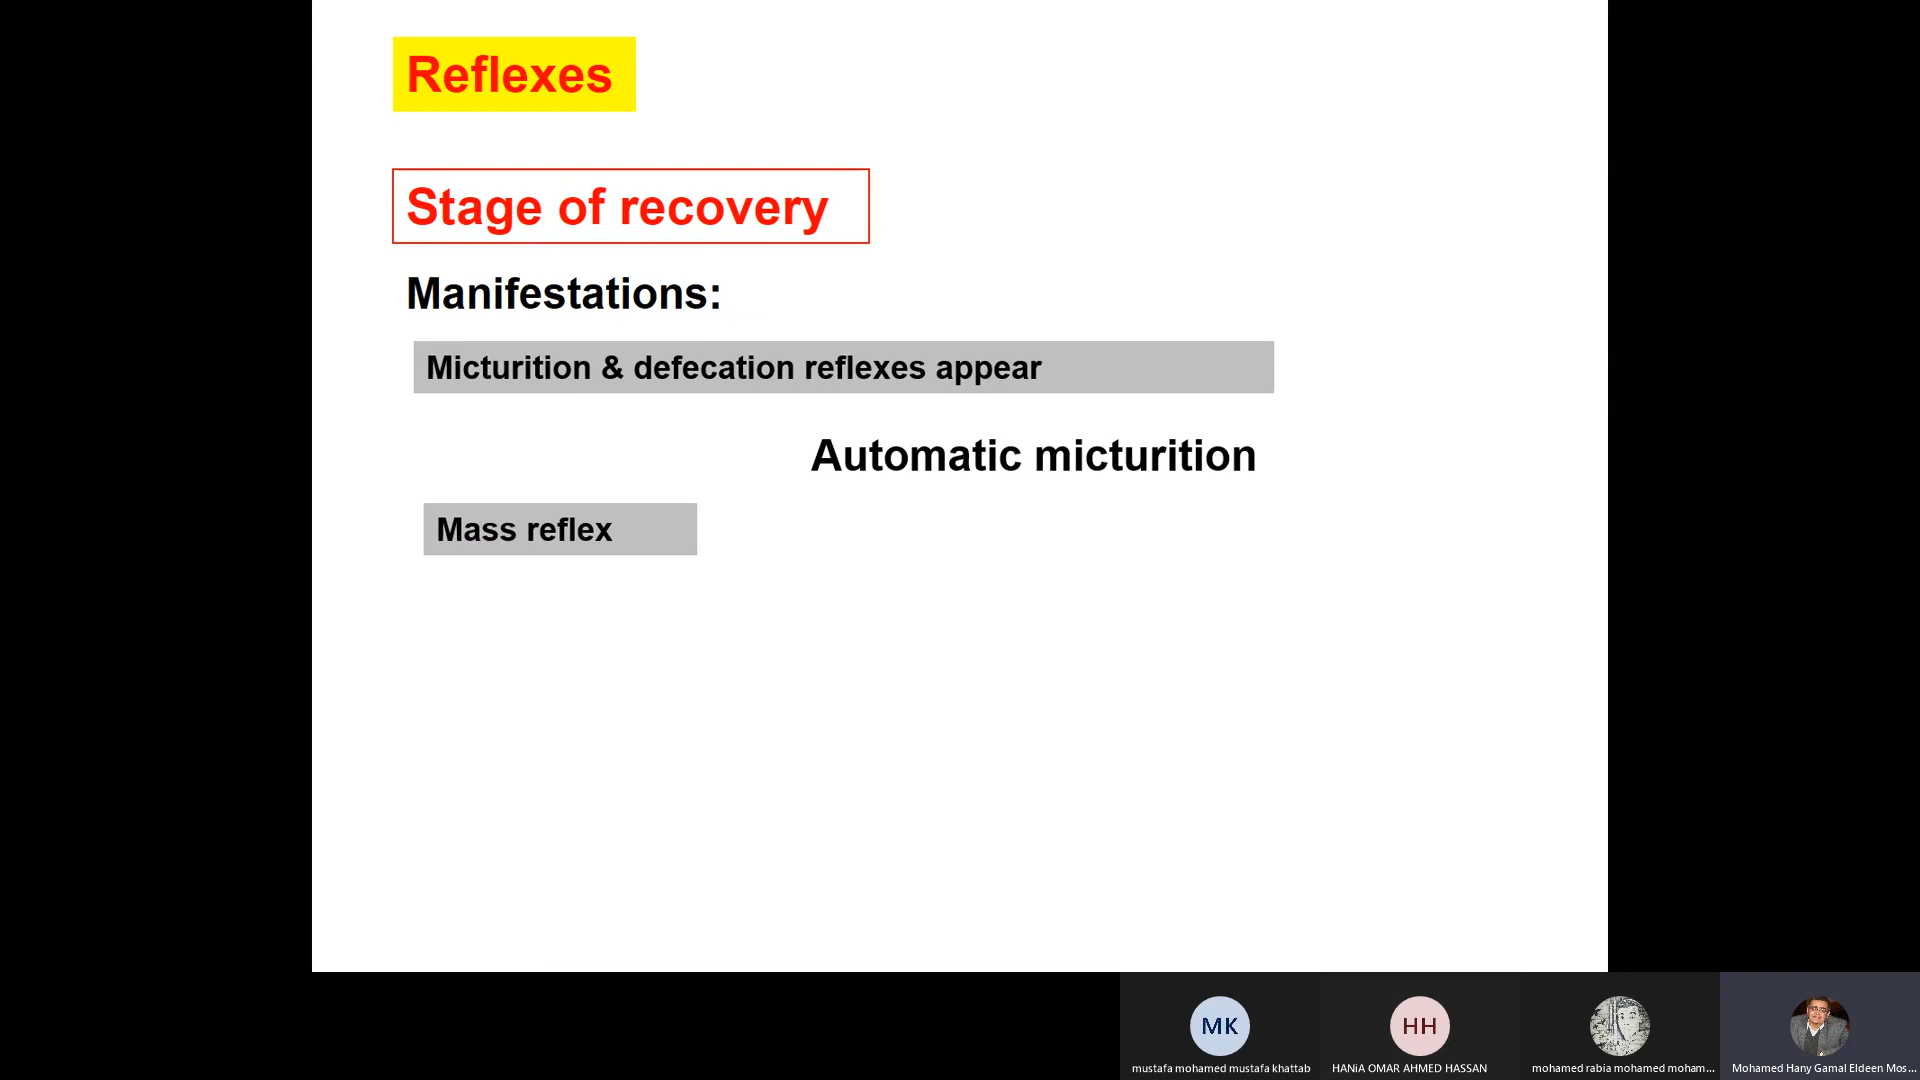 Reflexes
Stage of recovery
Manifestations:
Micturition & defecation reflexes appear
Automatic micturition
Mass reflex
MK
HH
mustafa mohamed mustafa khattab
HANiA OMAR AHMED HASSAN
mohamed rabia mohamed moham...
Mohamed Hany Gamal Eldeen Mos...